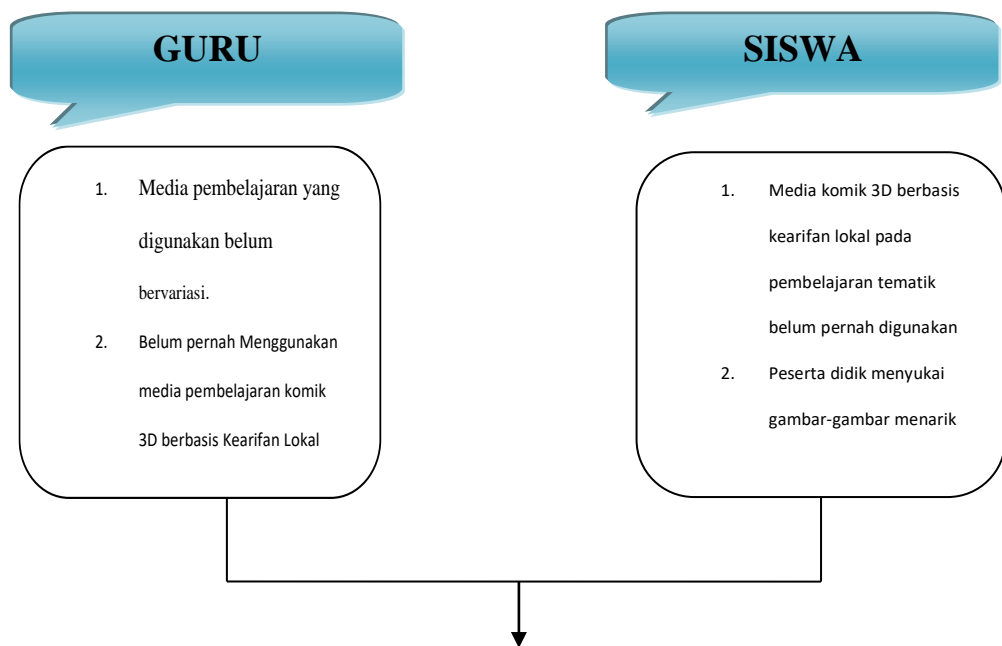 GURU
1. Media pembelajaran yang
digunakan belum
bervariasi.
2. Belum pernah Menggunakan
media pembelajaran komik
3D berbasis Kearifan Lokal
SISWA
1. Media komik 3D berbasis
kearifan lokal pada
pembelajaran tematik
belum pernah digunakan
2. Peserta didik menyukai
gambar-gambar menarik